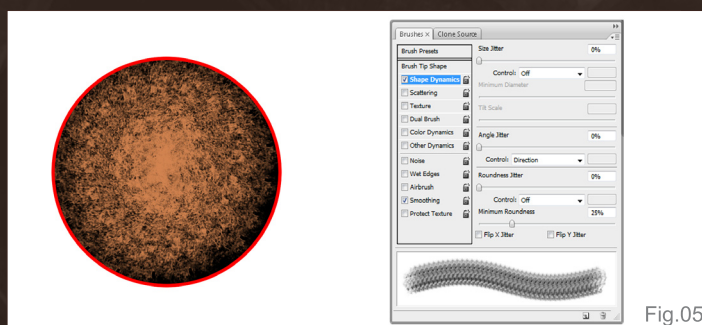 Brushes × Clone Source
Brush Presets
Brush Tip Shape
Shape Dynamics
Scattering
Texture
Dual Brush
Color Dynamics
Other Dynamics
Noise
Wet Edges
Airbrush
Smoothing
Protect Texture
Size Jitter 0%
Control: Off
Minimum Diameter
Tilt Scale
Angle Jitter 0%
Control: Direction
Roundness Jitter 0%
Control: Off
Minimum Roundness 25%
Flip X Jitter Flip Y Jitter
Fig.05